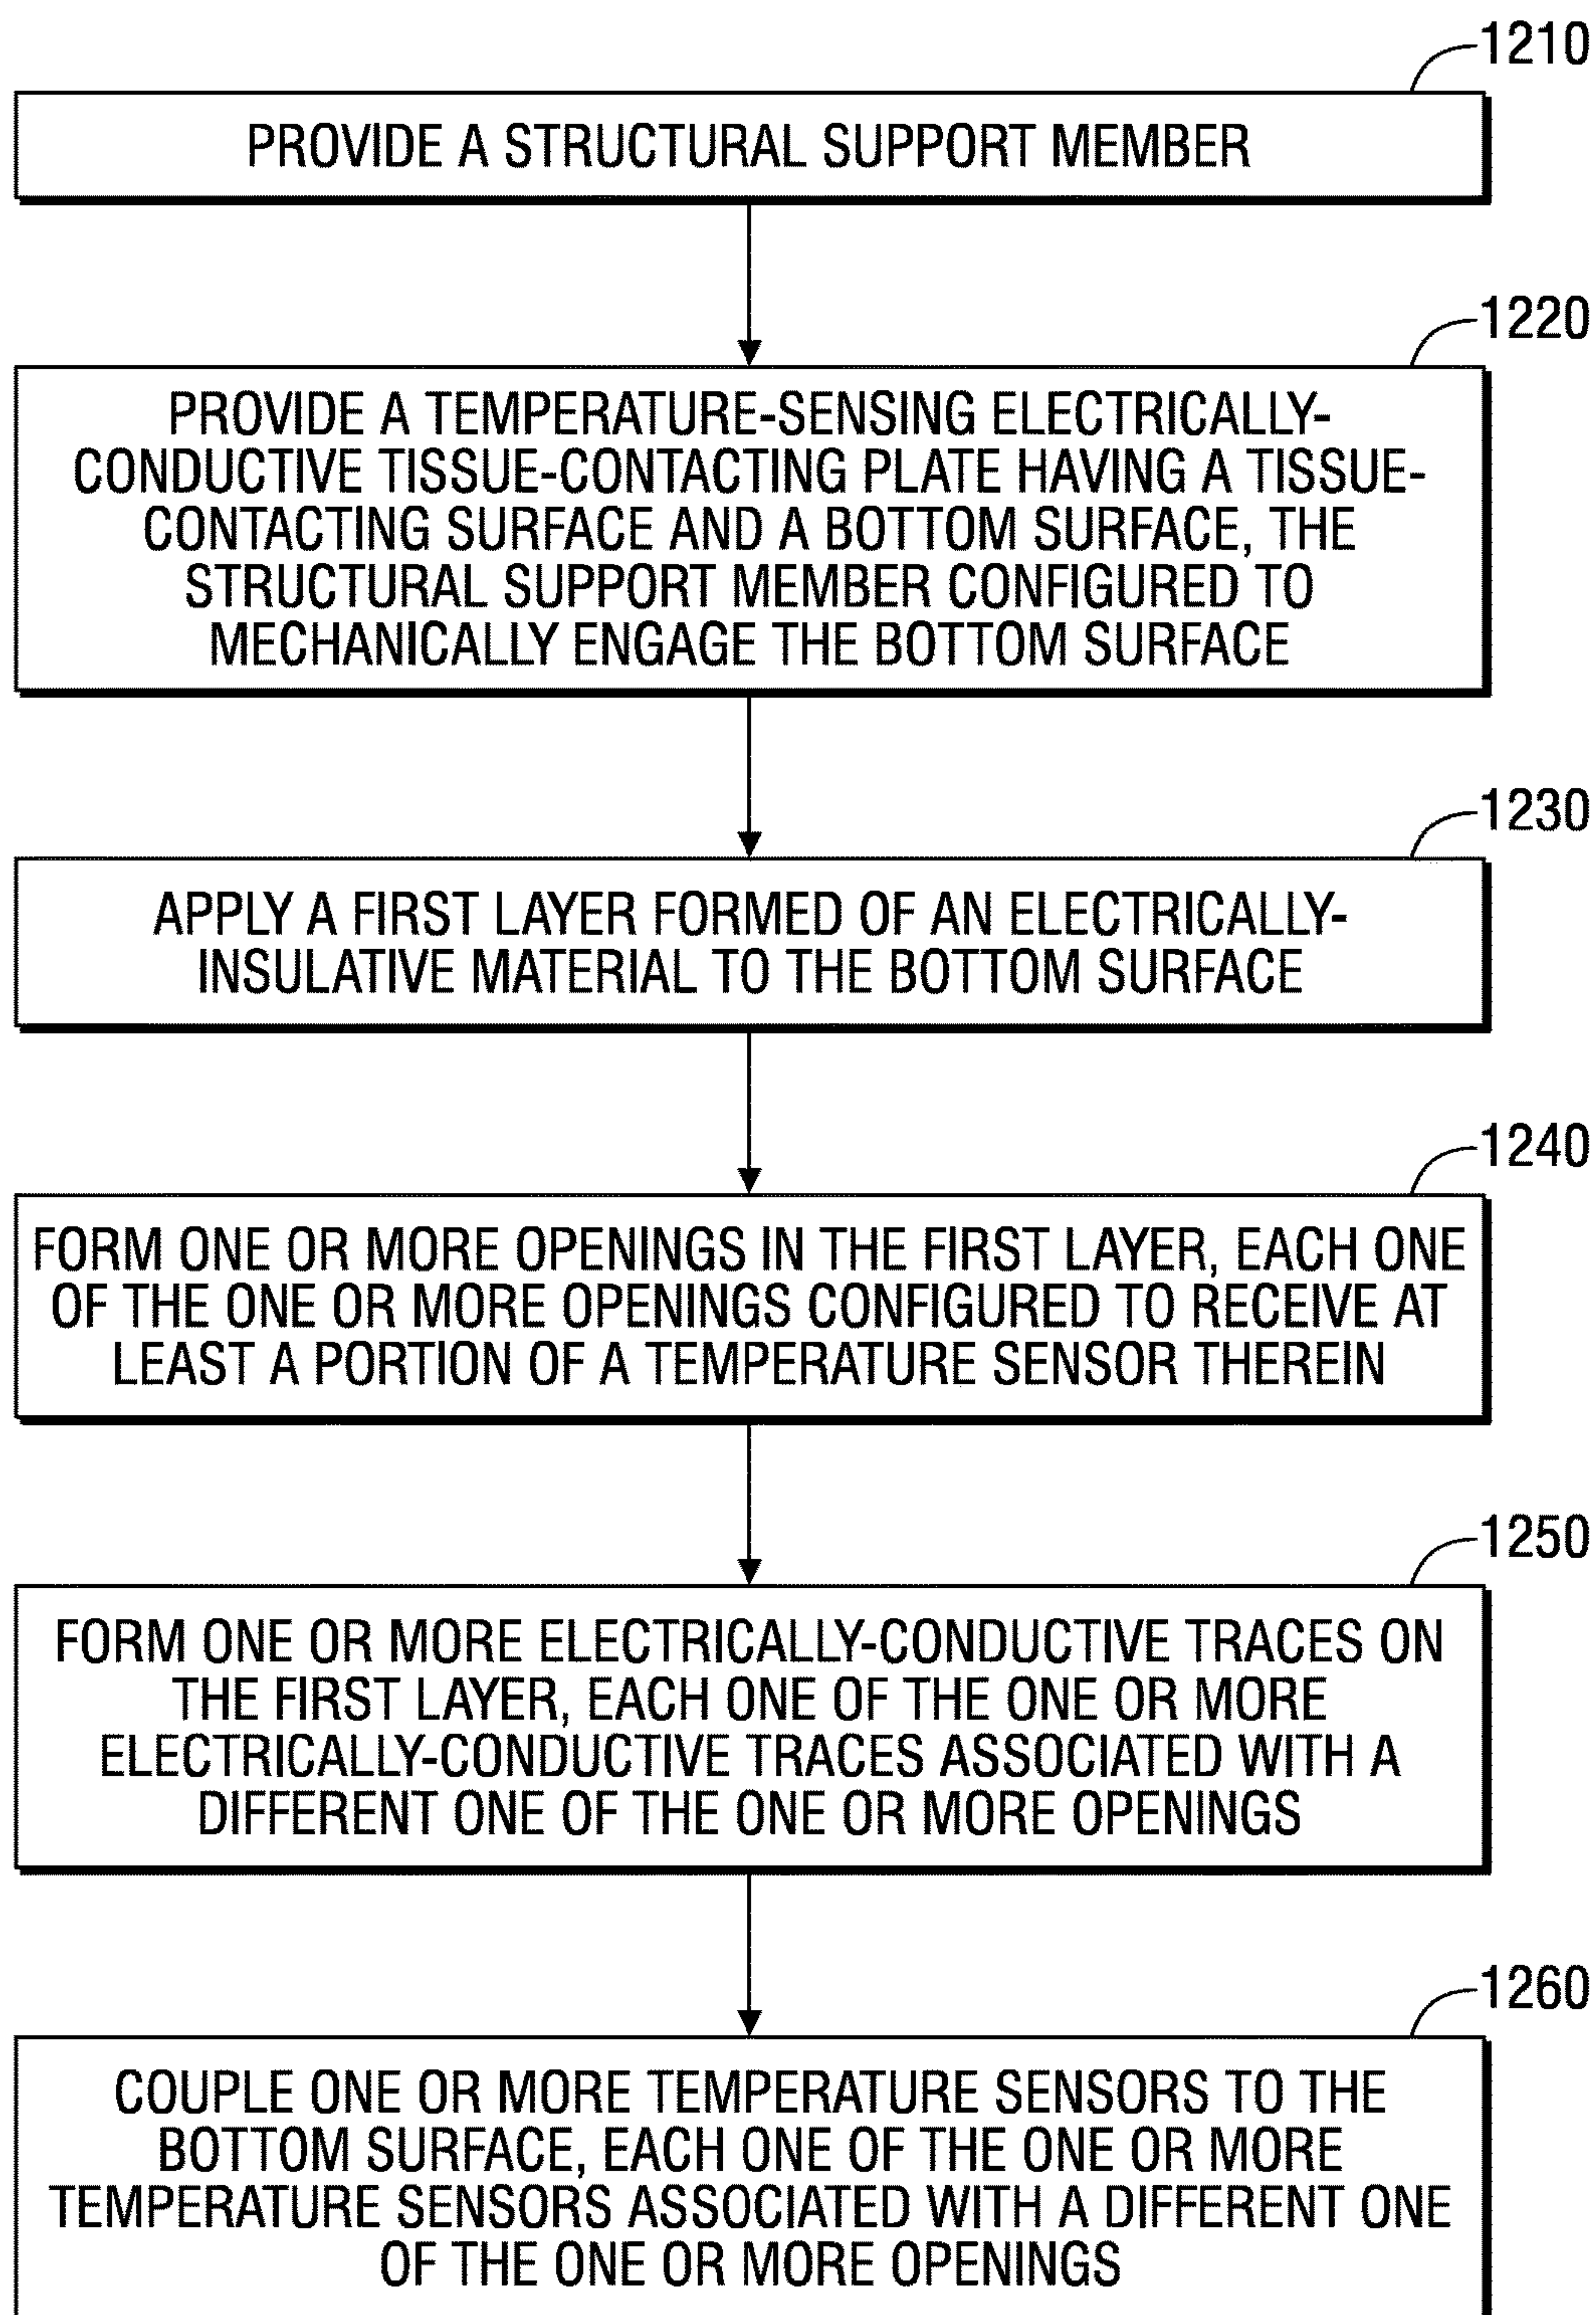 1210
PROVIDE A STRUCTURAL SUPPORT MEMBER
1220
PROVIDE A TEMPERATURE-SENSING ELECTRICALLY-
CONDUCTIVE TISSUE-CONTACTING PLATE HAVING A TISSUE-
CONTACTING SURFACE AND A BOTTOM SURFACE, THE
STRUCTURAL SUPPORT MEMBER CONFIGURED TO
MECHANICALLY ENGAGE THE BOTTOM SURFACE
1230
APPLY A FIRST LAYER FORMED OF AN ELECTRICALLY-
INSULATIVE MATERIAL TO THE BOTTOM SURFACE
1240
FORM ONE OR MORE OPENINGS IN THE FIRST LAYER, EACH ONE
OF THE ONE OR MORE OPENINGS CONFIGURED TO RECEIVE AT
LEAST A PORTION OF A TEMPERATURE SENSOR THEREIN
1250
FORM ONE OR MORE ELECTRICALLY-CONDUCTIVE TRACES ON
THE FIRST LAYER, EACH ONE OF THE ONE OR MORE
ELECTRICALLY-CONDUCTIVE TRACES ASSOCIATED WITH A
DIFFERENT ONE OF THE ONE OR MORE OPENINGS
1260
COUPLE ONE OR MORE TEMPERATURE SENSORS TO THE
BOTTOM SURFACE, EACH ONE OF THE ONE OR MORE
TEMPERATURE SENSORS ASSOCIATED WITH A DIFFERENT ONE
OF THE ONE OR MORE OPENINGS